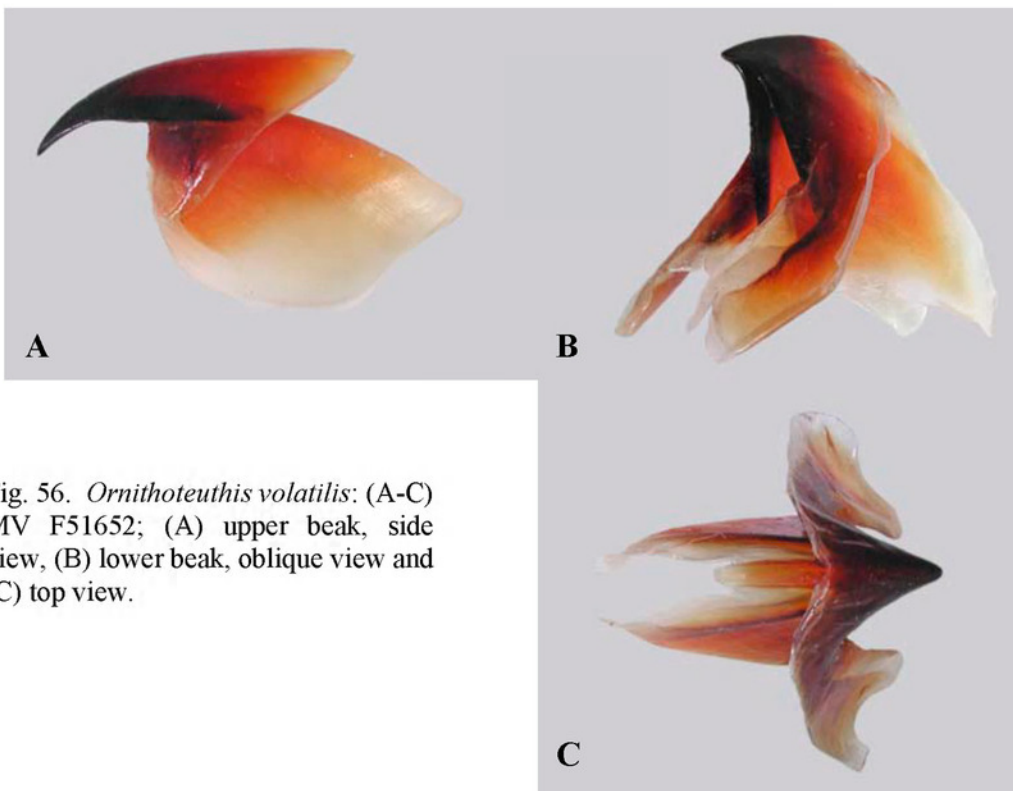 A
B
ig. 56. Ornithoteuthis volatilis: (A-C)
MV F51652; (A) upper beak, side
iew, (B) lower beak, oblique view and
C) top view.
C